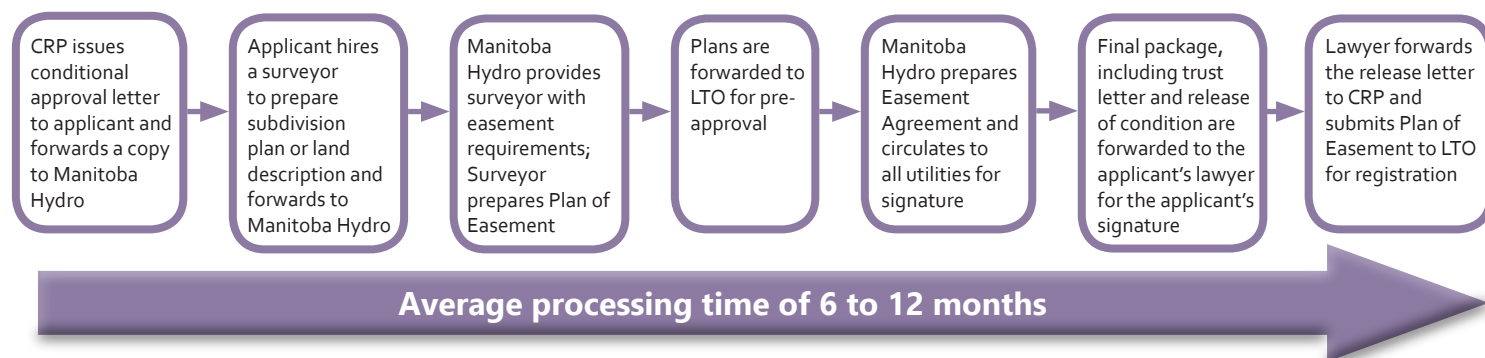 CRP issues
conditional
approval letter
to applicant and
forwards a copy
to Manitoba
Hydro
Applicant hires
a surveyor
to prepare
subdivision
plan or land
description and
forwards to
Manitoba Hydro
Manitoba
Hydro provides
surveyor with
easement
requirements;
Surveyor
prepares Plan of
Easement
Plans are
forwarded to
LTO for pre-
approval
Manitoba
Hydro prepares
Easement
Agreement and
circulates to
all utilities for
signature
Final package,
including trust
letter and release
of condition are
forwarded to the
applicant’s lawyer
for the applicant’s
signature
Lawyer forwards
the release letter
to CRP and
submits Plan of
Easement to LTO
for registration
Average processing time of 6 to 12 months